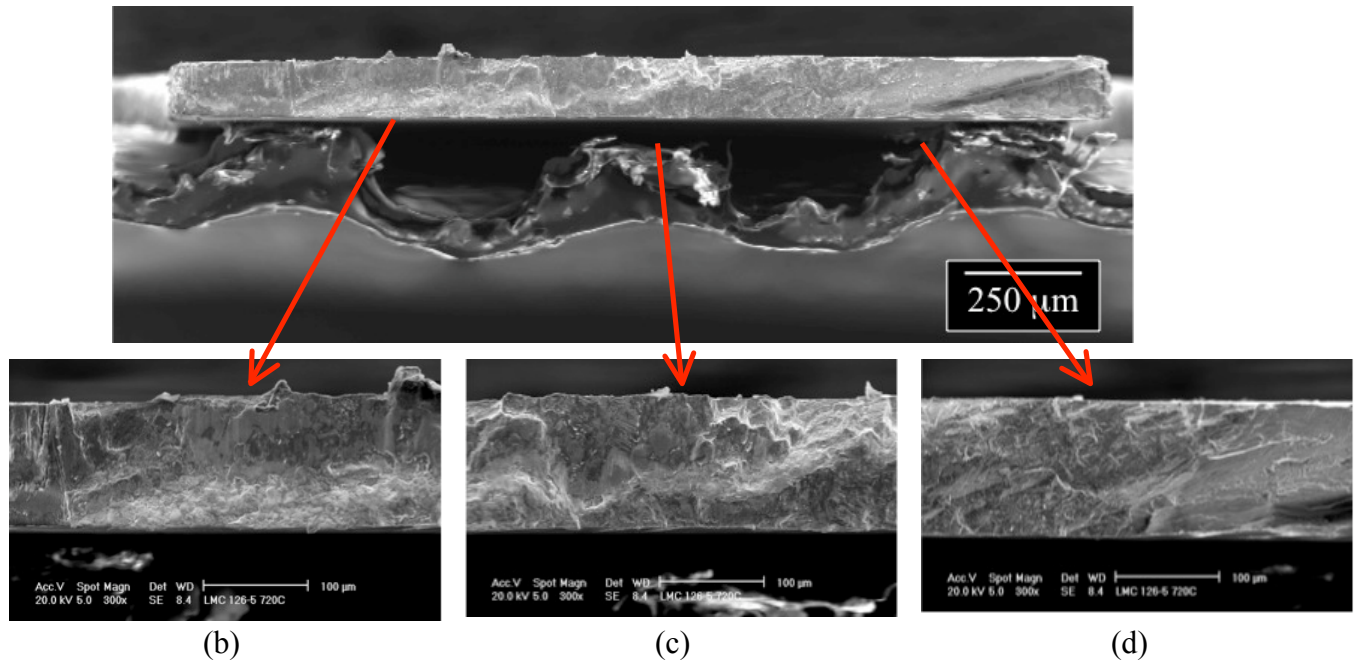 250 μm
Acc.V Spot Magn Det WD 100 μm
20.0 kV 5.0 300x SE 8.4 LMC 126-5 720C
Acc.V Spot Magn Det WD 100 μm
20.0 kV 5.0 300x SE 8.4 LMC 126-5 720C
Acc.V Spot Magn Det WD 100 μm
20.0 kV 5.0 300x SE 8.4 LMC 126-5 720C
(b) (c) (d)